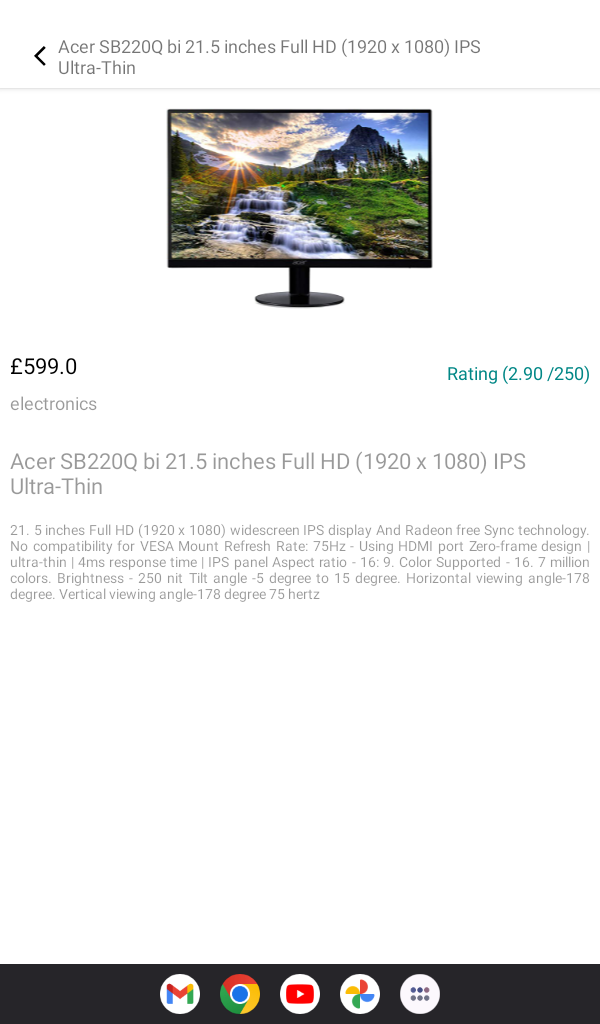 Acer SB220Q bi 21.5 inches Full HD (1920 x 1080) IPS
Ultra-Thin
acer
£599.0
Rating (2.90 /250)
electronics
Acer SB220Q bi 21.5 inches Full HD (1920 x 1080) IPS
Ultra-Thin
21. 5 inches Full HD (1920 x 1080) widescreen IPS display And Radeon free Sync technology.
No compatibility for VESA Mount Refresh Rate: 75Hz - Using HDMI port Zero-frame design |
ultra-thin | 4ms response time | IPS panel Aspect ratio - 16: 9. Color Supported - 16. 7 million
colors. Brightness - 250 nit Tilt angle -5 degree to 15 degree. Horizontal viewing angle-178
degree. Vertical viewing angle-178 degree 75 hertz